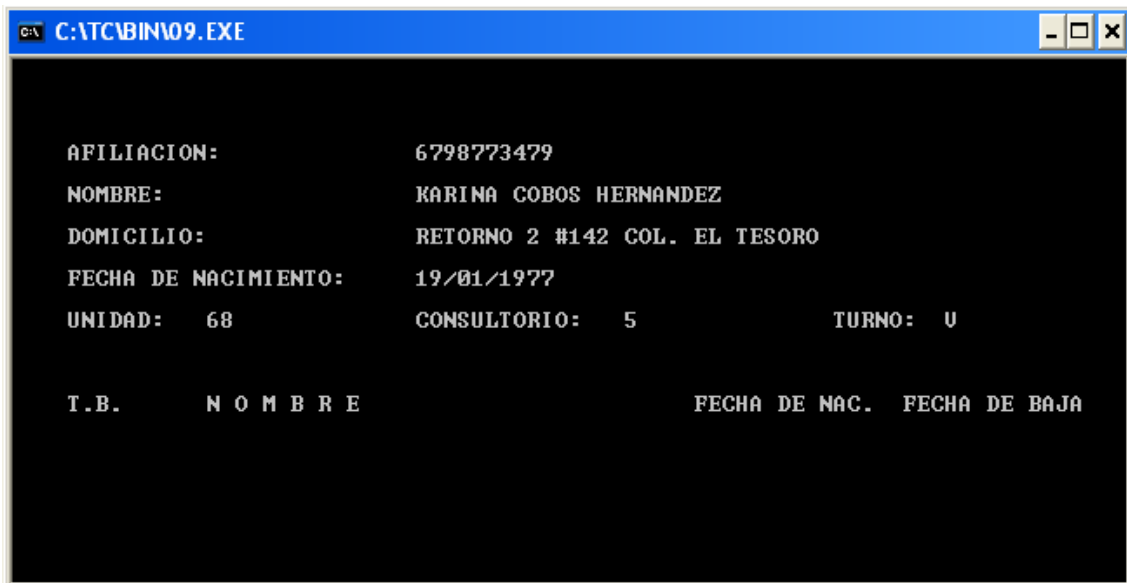 C:\TC\BIN\09.EXE
AFILIACION: 6798773479
NOMBRE: KARINA COBOS HERNANDEZ
DOMICILIO: RETORNO 2 #142 COL. EL TESORO
FECHA DE NACIMIENTO: 19/01/1977
UNIDAD: 68 CONSULTORIO: 5 TURNO: V
T.B. N O M B R E FECHA DE NAC. FECHA DE BAJA